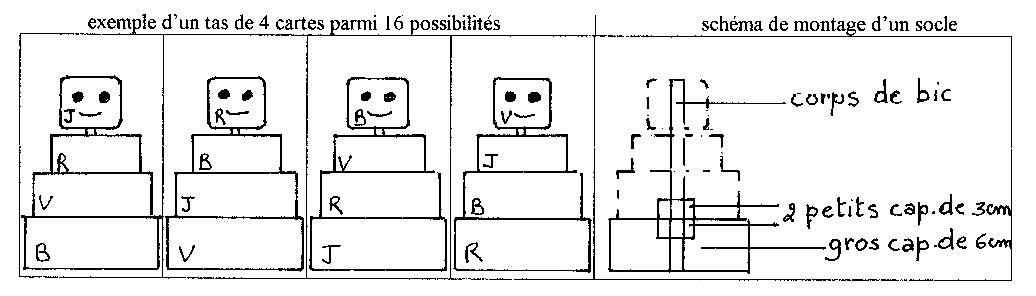 exemple d'un tas de 4 cartes parmi 16 possibilités
schéma de montage d'un socle
J
R
V
B
R
B
J
V
B
V
R
J
V
J
B
R
corps de bic
2 petits cap. de 3cm
gros cap. de 6cm